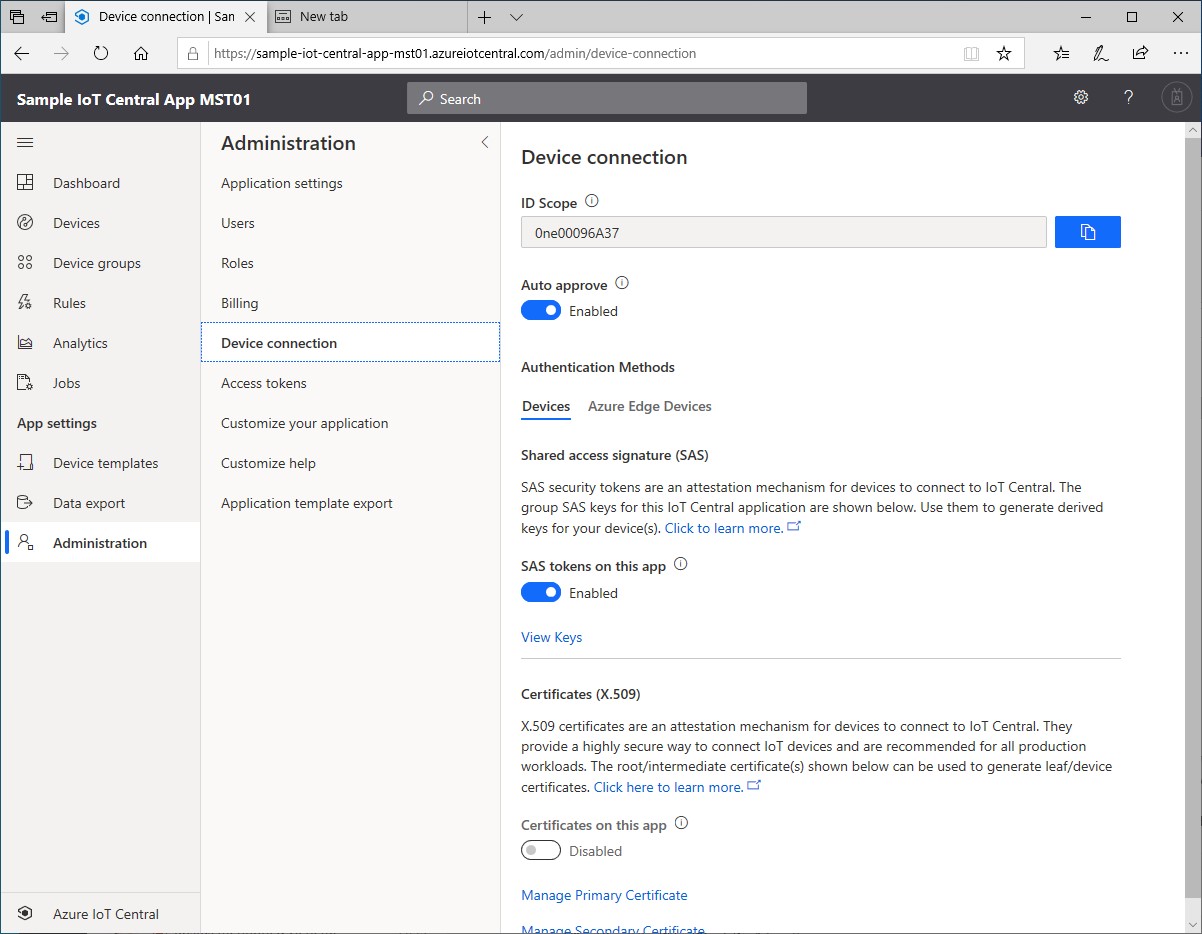 Device connection | San
New tab
https://sample-iot-central-app-mst01.azureiotcentral.com/admin/device-connection
Sample IoT Central App MST01
Search
?
Dashboard
Devices
Device groups
Rules
Analytics
Jobs
App settings
Device templates
Data export
Administration
Azure IoT Central
Administration
Application settings
Users
Roles
Billing
Device connection
Access tokens
Customize your application
Customize help
Application template export
Device connection
ID Scope
0ne00096A37
Auto approve
Enabled
Authentication Methods
Devices
Azure Edge Devices
Shared access signature (SAS)
SAS security tokens are an attestation mechanism for devices to connect to IoT Central. The
group SAS keys for this IoT Central application are shown below. Use them to generate derived
keys for your device(s). Click to learn more.
SAS tokens on this app
Enabled
View Keys
Certificates (X.509)
X.509 certificates are an attestation mechanism for devices to connect to IoT Central. They
provide a highly secure way to connect IoT devices and are recommended for all production
workloads. The root/intermediate certificate(s) shown below can be used to generate leaf/device
certificates. Click here to learn more.
Certificates on this app
Disabled
Manage Primary Certificate
Manage Secondary Certificate